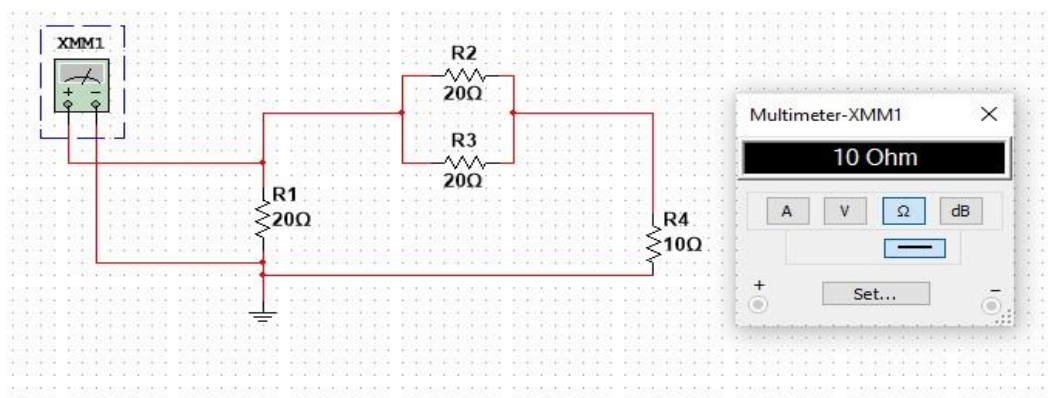 XMM1
+ −
R2
20Ω
R3
20Ω
R1
20Ω
R4
10Ω
Multimeter-XMM1 ×
10 Ohm
A V Ω dB
+ Set... −